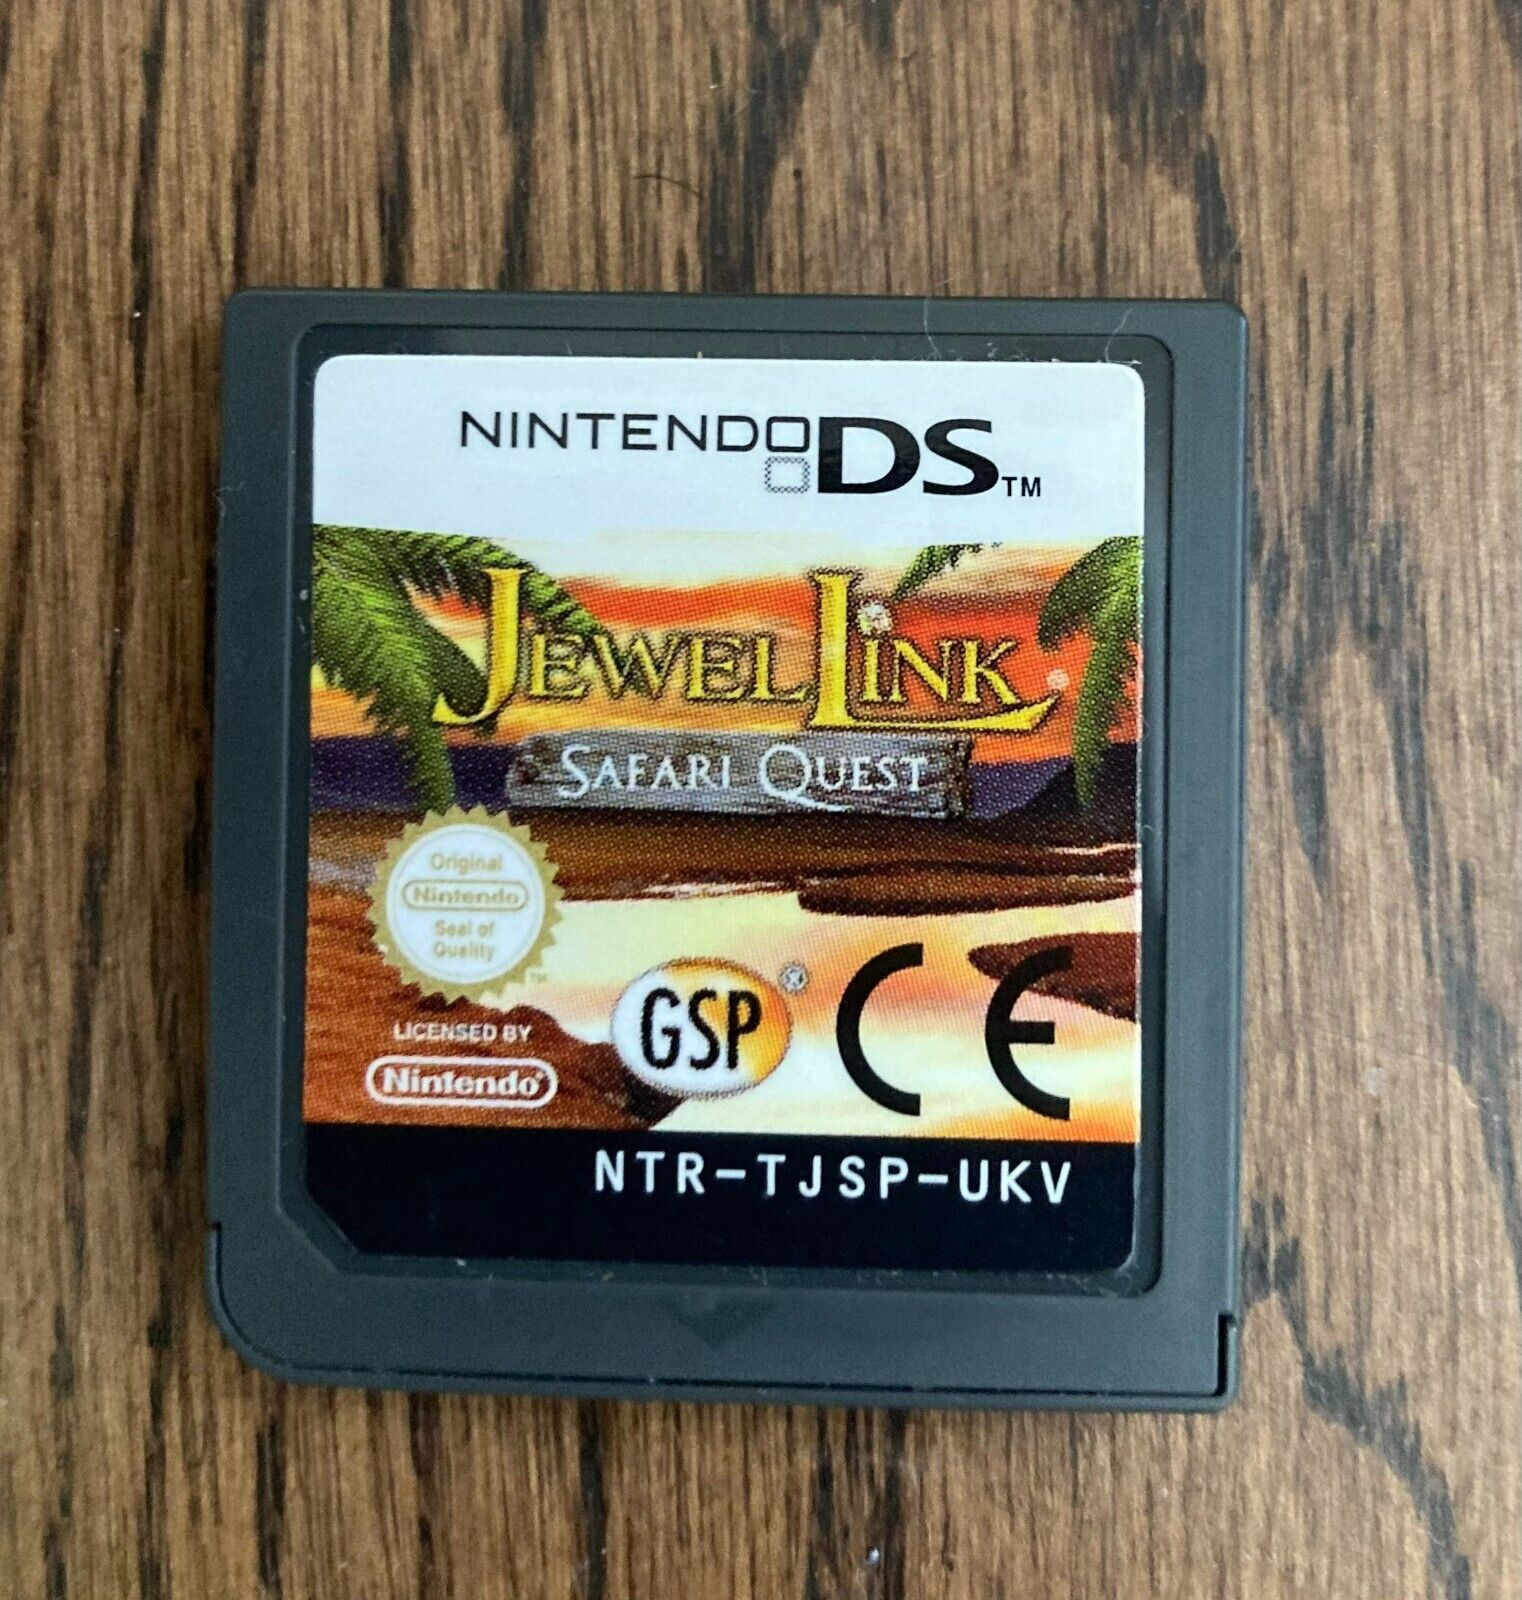 NINTENDO DS™
JEWEL LINK
SAFARI QUEST
Original
Nintendo
Seal of
Quality
™
LICENSED BY
Nintendo®
GSP®
CE
NTR-TJSP-UKV